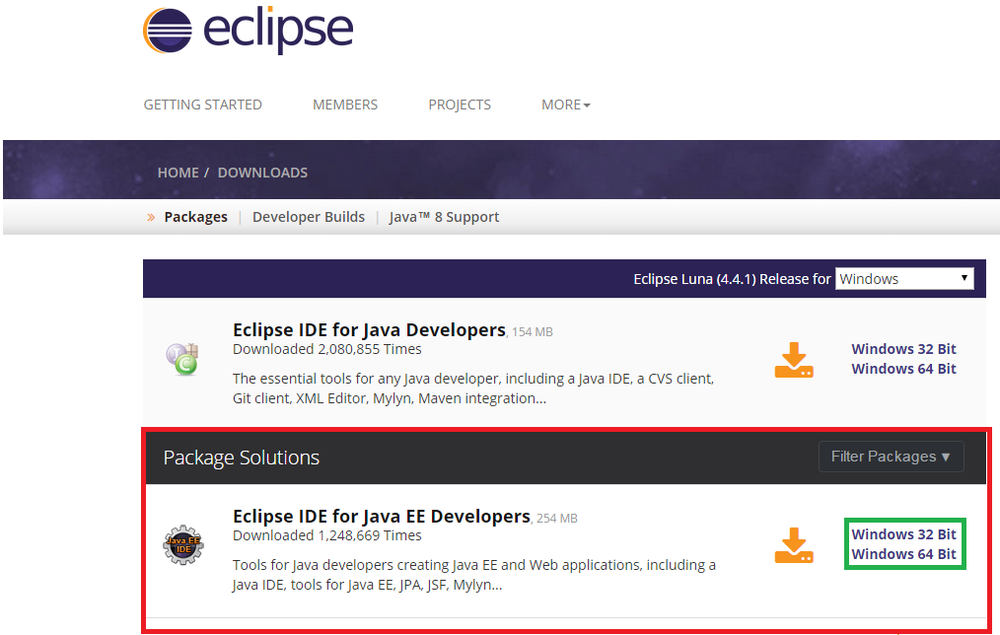 eclipse
GETTING STARTED MEMBERS PROJECTS MORE
HOME / DOWNLOADS
» Packages | Developer Builds | Java™ 8 Support
Eclipse Luna (4.4.1) Release for Windows
Eclipse IDE for Java Developers, 154 MB
Downloaded 2,080,855 Times
The essential tools for any Java developer, including a Java IDE, a CVS client,
Git client, XML Editor, Mylyn, Maven integration...
Windows 32 Bit
Windows 64 Bit
Package Solutions Filter Packages ▼
Java EE
IDE
Eclipse IDE for Java EE Developers, 254 MB
Downloaded 1,248,669 Times
Tools for Java developers creating Java EE and Web applications, including a
Java IDE, tools for Java EE, JPA, JSF, Mylyn...
Windows 32 Bit
Windows 64 Bit